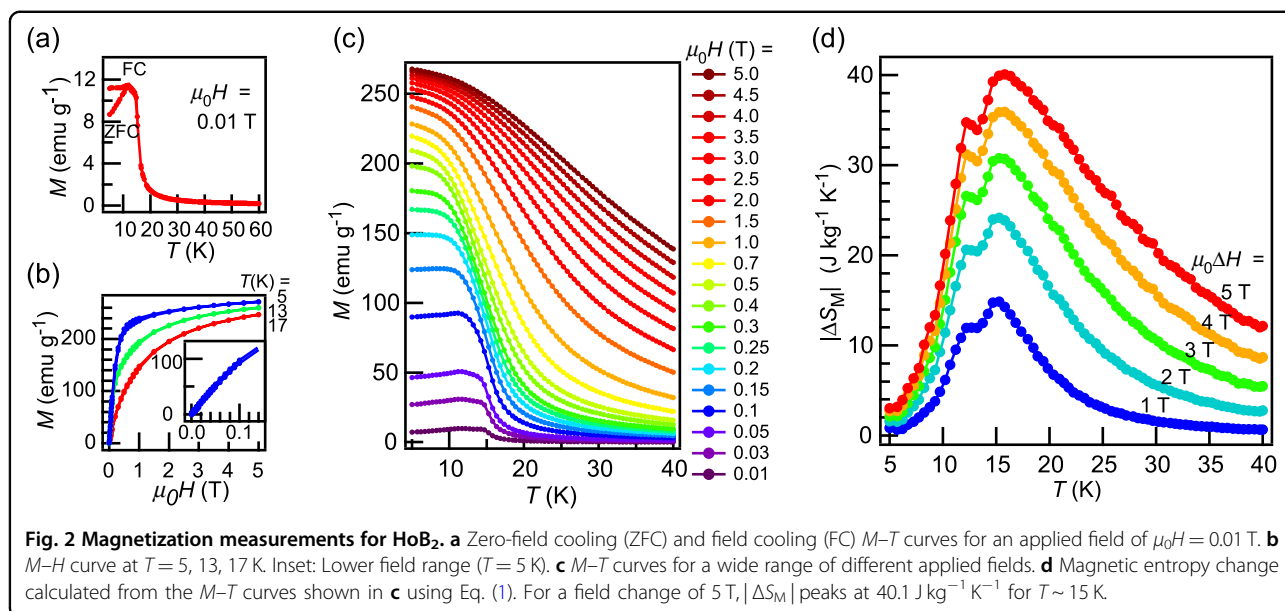 (a)
FC
ZFC
μ₀H =
0.01 T
12
8
4
0
M (emu g⁻¹)
10 20 30 40 50 60
T (K)
(b)
T(K) =
5
13
17
200
100
0
M (emu g⁻¹)
100
0
0.0 0.1
0 1 2 3 4 5
μ₀H (T)
(c)
250
200
150
100
50
0
M (emu g⁻¹)
10 20 30 40
T (K)
μ₀H (T) =
5.0
4.5
4.0
3.5
3.0
2.5
2.0
1.5
1.0
0.7
0.5
0.4
0.3
0.25
0.2
0.15
0.1
0.05
0.03
0.01
(d)
40
30
20
10
0
|ΔS_M| (J kg⁻¹ K⁻¹)
μ₀ΔH =
5 T
4 T
3 T
2 T
1 T
5 10 15 20 25 30 35 40
T (K)
Fig. 2 Magnetization measurements for HoB₂. a Zero-field cooling (ZFC) and field cooling (FC) M–T curves for an applied field of μ₀H = 0.01 T. b
M–H curve at T = 5, 13, 17 K. Inset: Lower field range (T = 5 K). c M–T curves for a wide range of different applied fields. d Magnetic entropy change
calculated from the M–T curves shown in c using Eq. (1). For a field change of 5 T, |ΔS_M| peaks at 40.1 J kg⁻¹ K⁻¹ for T ~ 15 K.